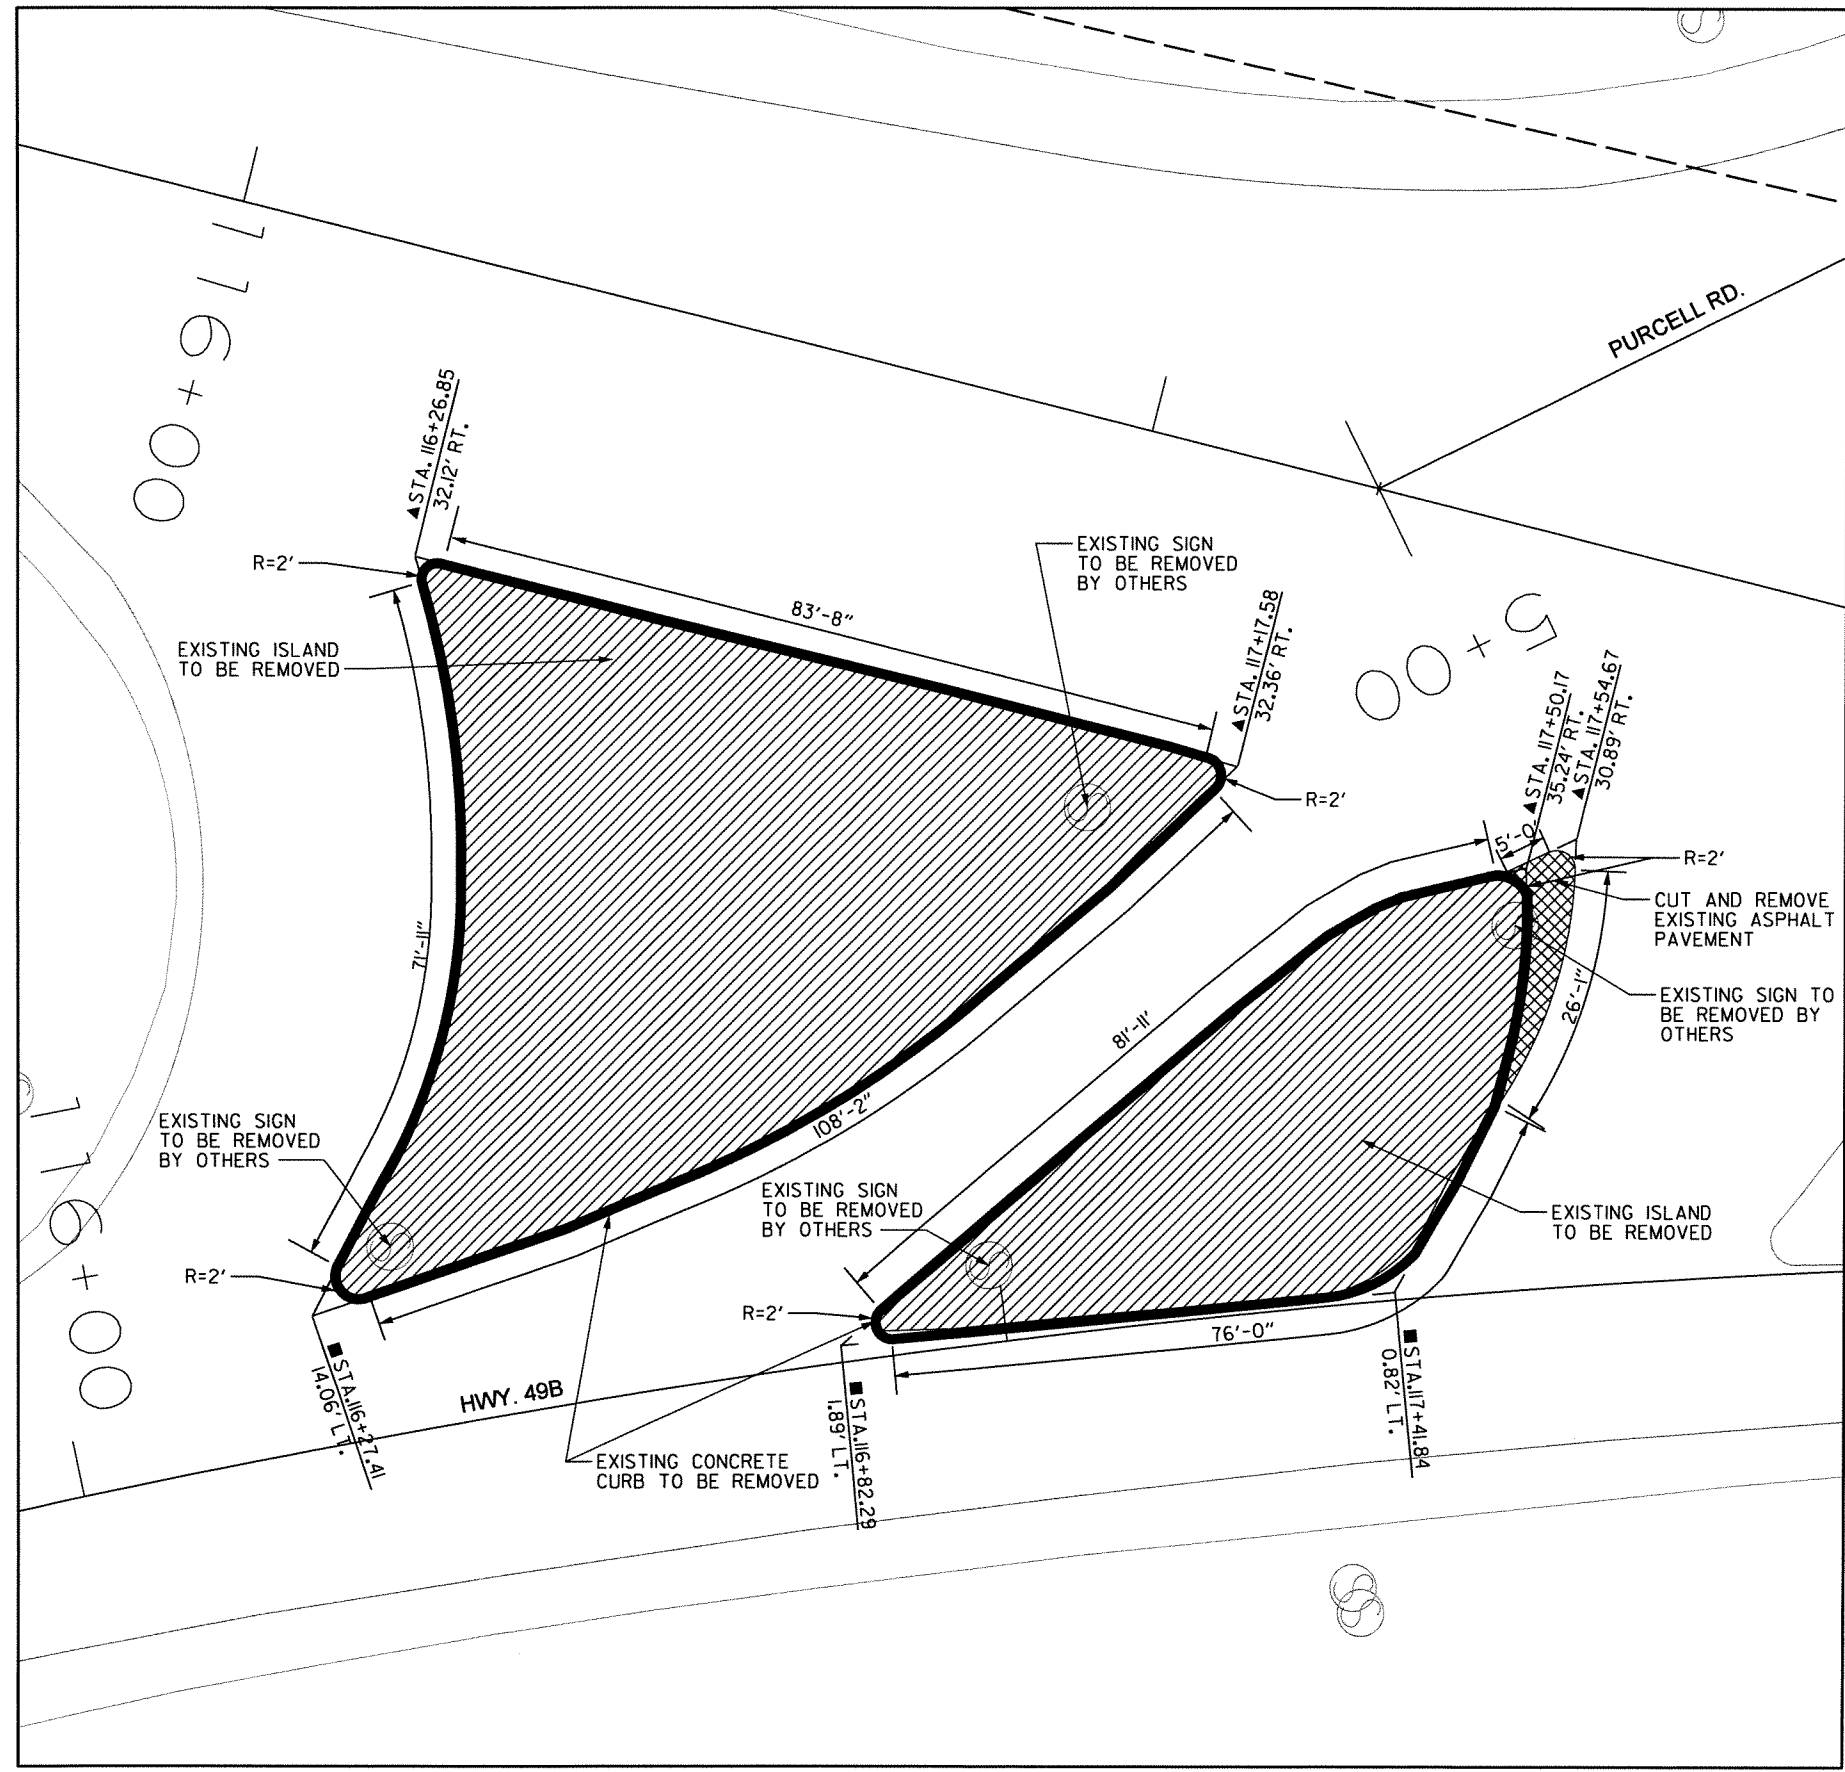 PURCELL RD.
116+00
▲STA. 116+26.85
32.12' RT.
R=2'
83'-8"
EXISTING SIGN
TO BE REMOVED
BY OTHERS
▲STA. 117+17.58
32.36' RT.
5+00
EXISTING ISLAND
TO BE REMOVED
▲STA. 117+50.17
35.24' RT.
▲STA. 117+54.67
30.89' RT.
R=2'
5'-0"
R=2'
CUT AND REMOVE
EXISTING ASPHALT
PAVEMENT
71'-11"
26'-1"
EXISTING SIGN TO
BE REMOVED BY
OTHERS
81'-11'
116+00
EXISTING SIGN
TO BE REMOVED
BY OTHERS
108'-2"
EXISTING SIGN
TO BE REMOVED
BY OTHERS
EXISTING ISLAND
TO BE REMOVED
R=2'
R=2'
76'-0"
■STA.116+27.41
14.06' LT.
HWY. 49B
■STA.116+82.29
1.89' LT.
■STA.117+41.84
0.82' LT.
EXISTING CONCRETE
CURB TO BE REMOVED